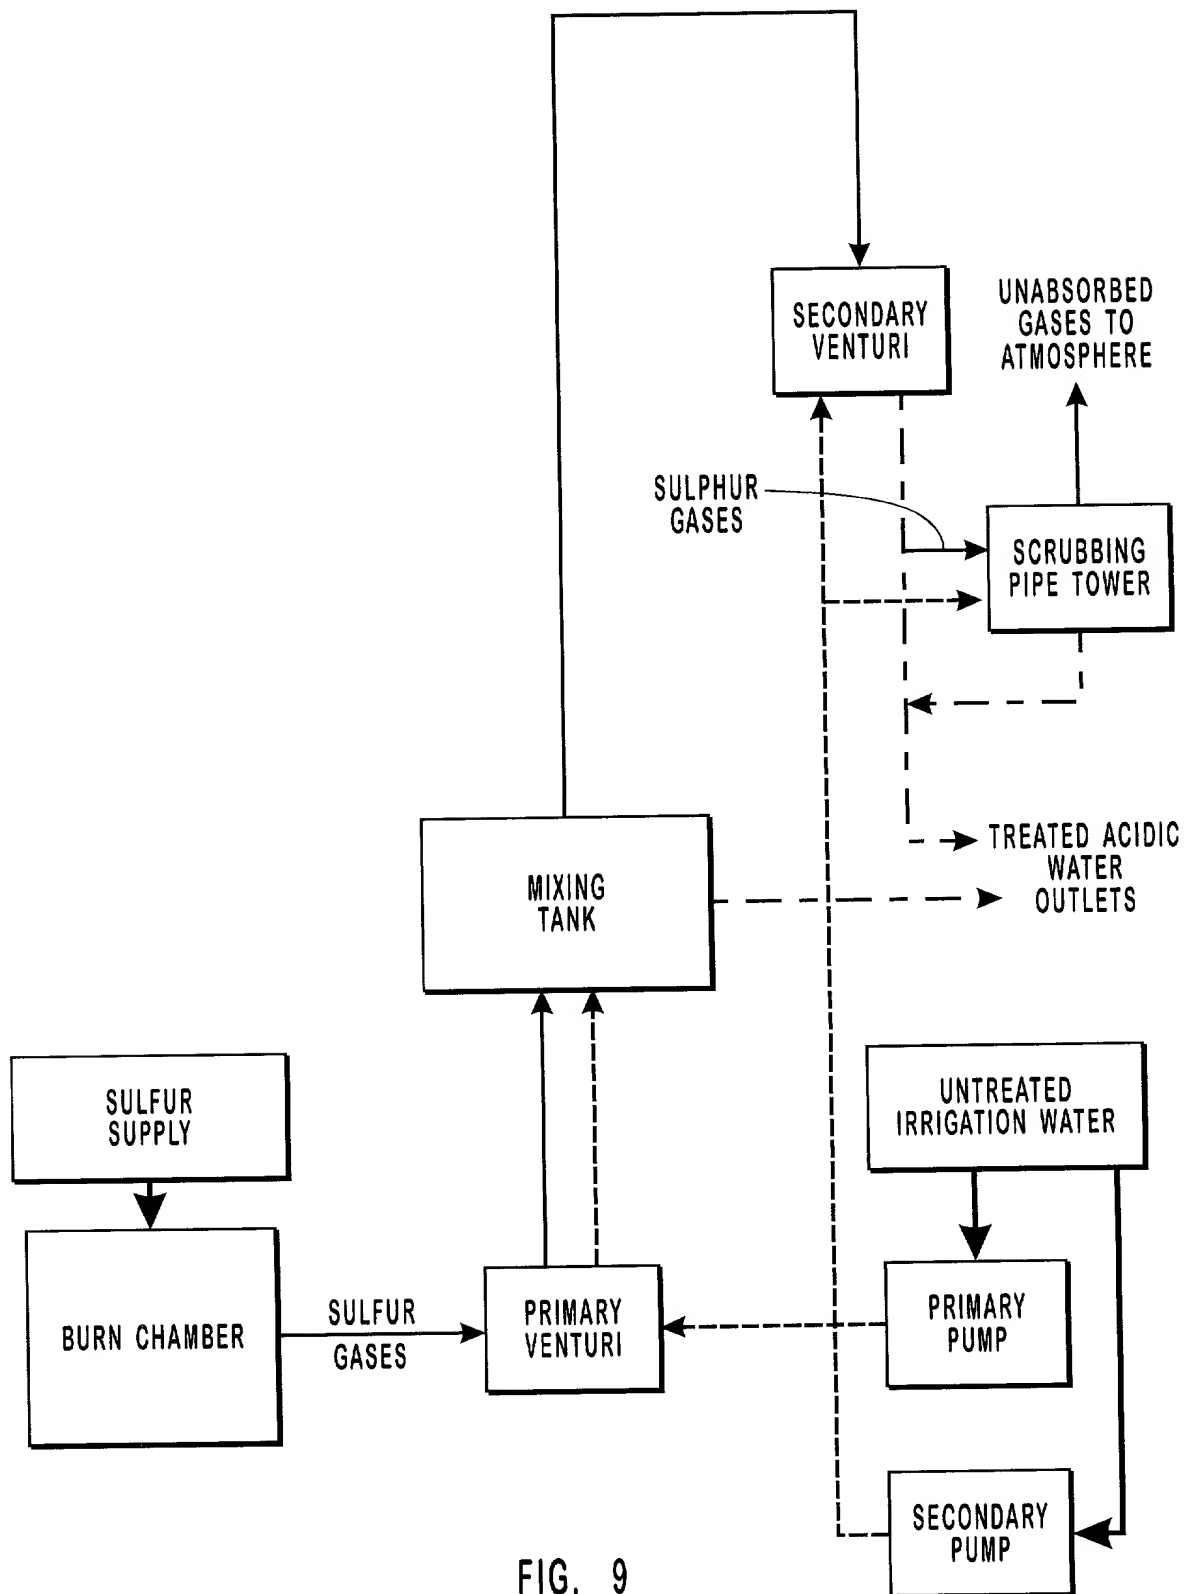 SECONDARY
VENTURI
UNABSORBED
GASES TO
ATMOSPHERE
SULPHUR
GASES
SCRUBBING
PIPE TOWER
MIXING
TANK
TREATED ACIDIC
WATER
OUTLETS
SULFUR
SUPPLY
UNTREATED
IRRIGATION WATER
BURN CHAMBER
SULFUR
GASES
PRIMARY
VENTURI
PRIMARY
PUMP
SECONDARY
PUMP
FIG. 9